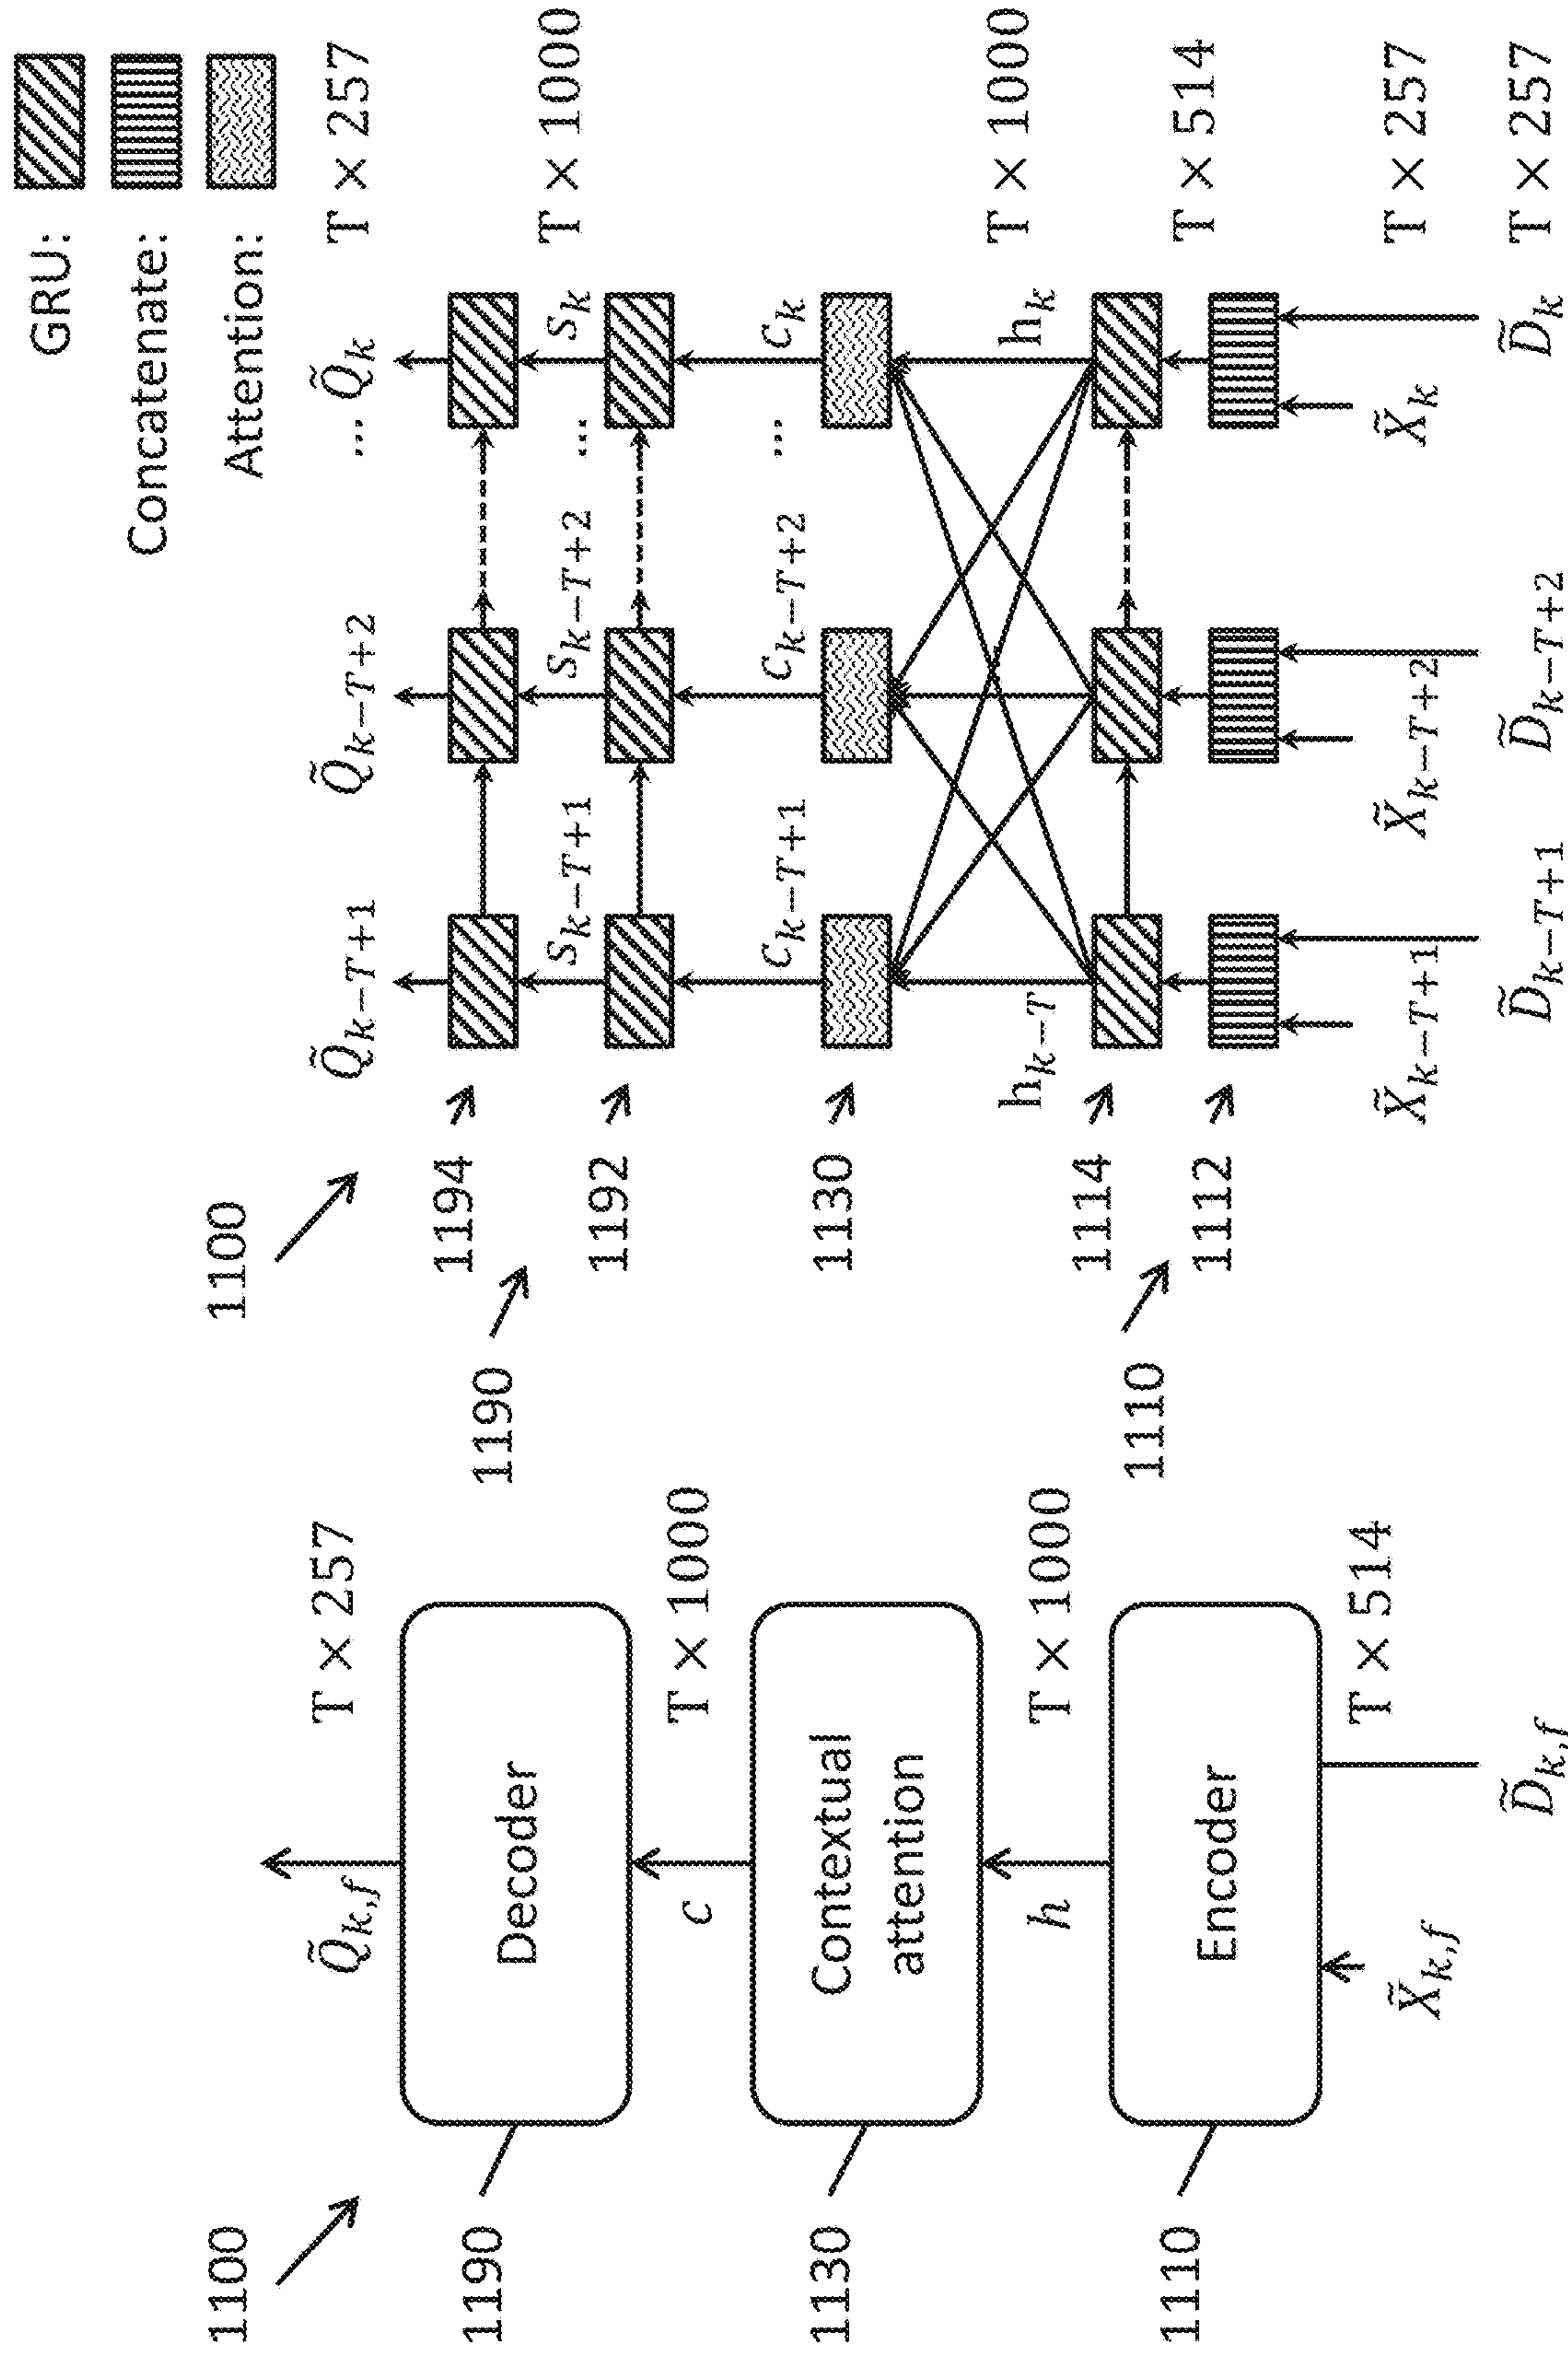 1100
Q̃k,f
T × 257
1190
Decoder
c
T × 1000
1130
Contextual
attention
h
T × 1000
1110
Encoder
T × 514
X̃k,f
D̃k,f
GRU:
Concatenate:
Attention:
1100
Q̃k−T+1 Q̃k−T+2 ... Q̃k T × 257
1194
1190
sk−T+1 sk−T+2 ... sk T × 1000
1192
ck−T+1 ck−T+2 ... ck
1130
hk−T hk T × 1000
1114
1110
T × 514
1112
X̃k−T+1 X̃k−T+2 X̃k T × 257
D̃k−T+1 D̃k−T+2 D̃k T × 257